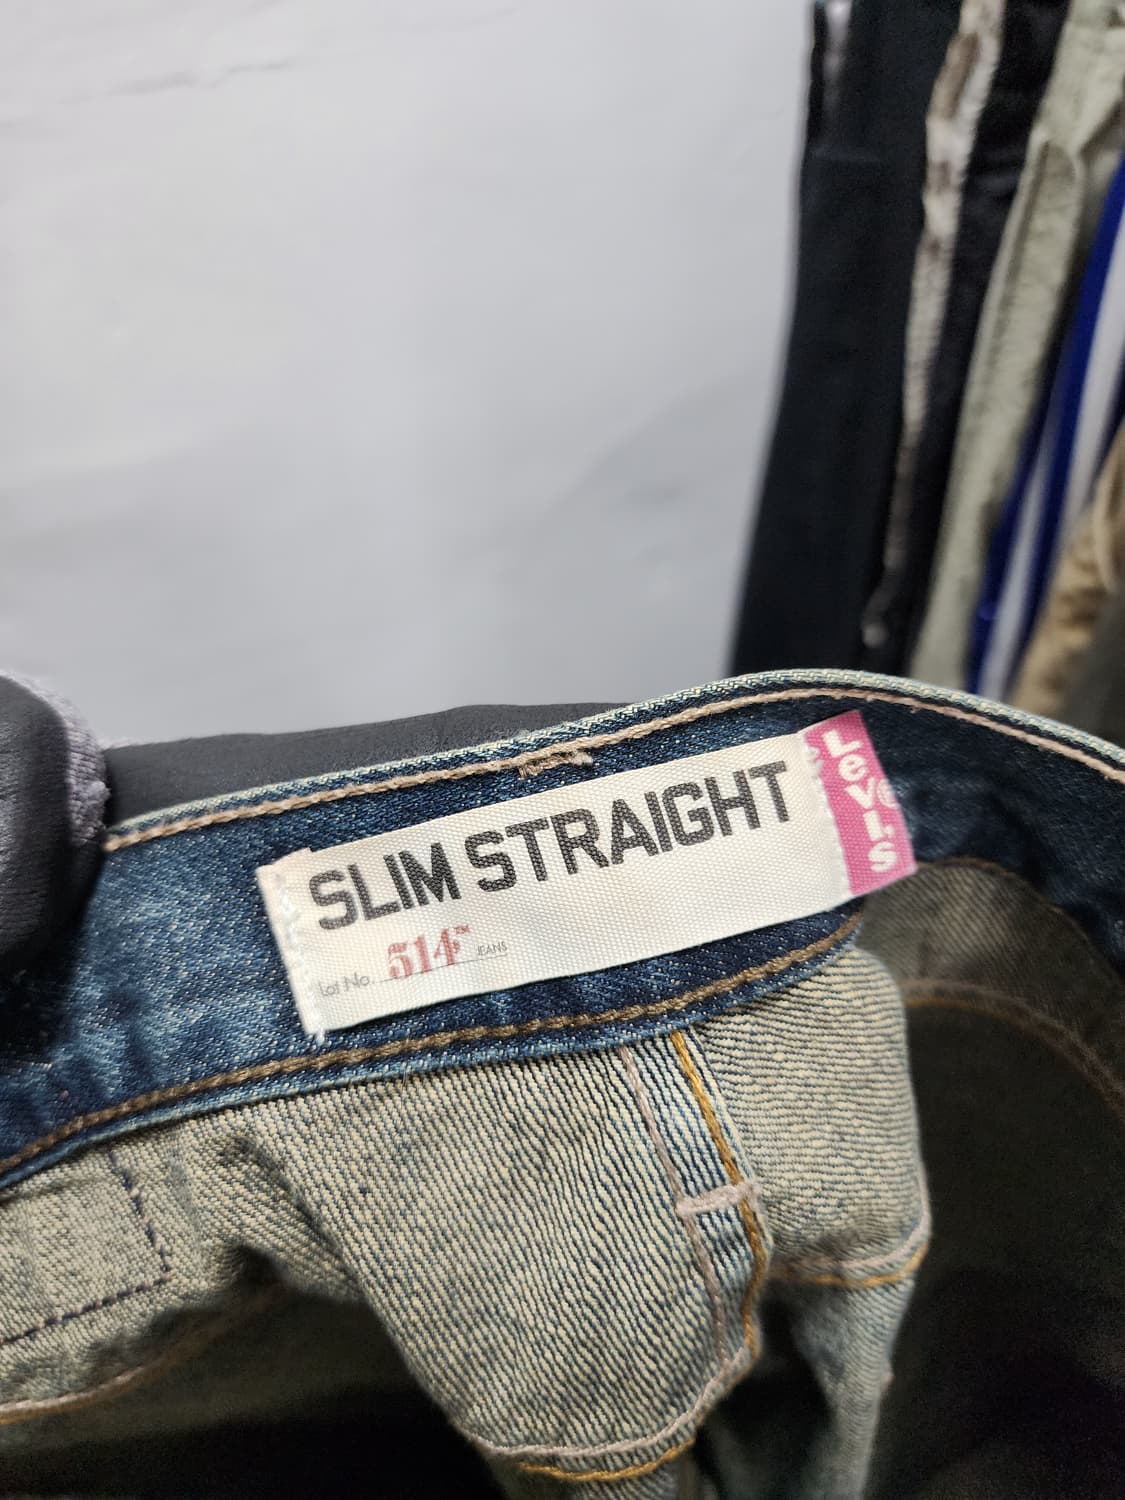 SLIM STRAIGHT
Lot No. 514™ JEANS
LeVI.S